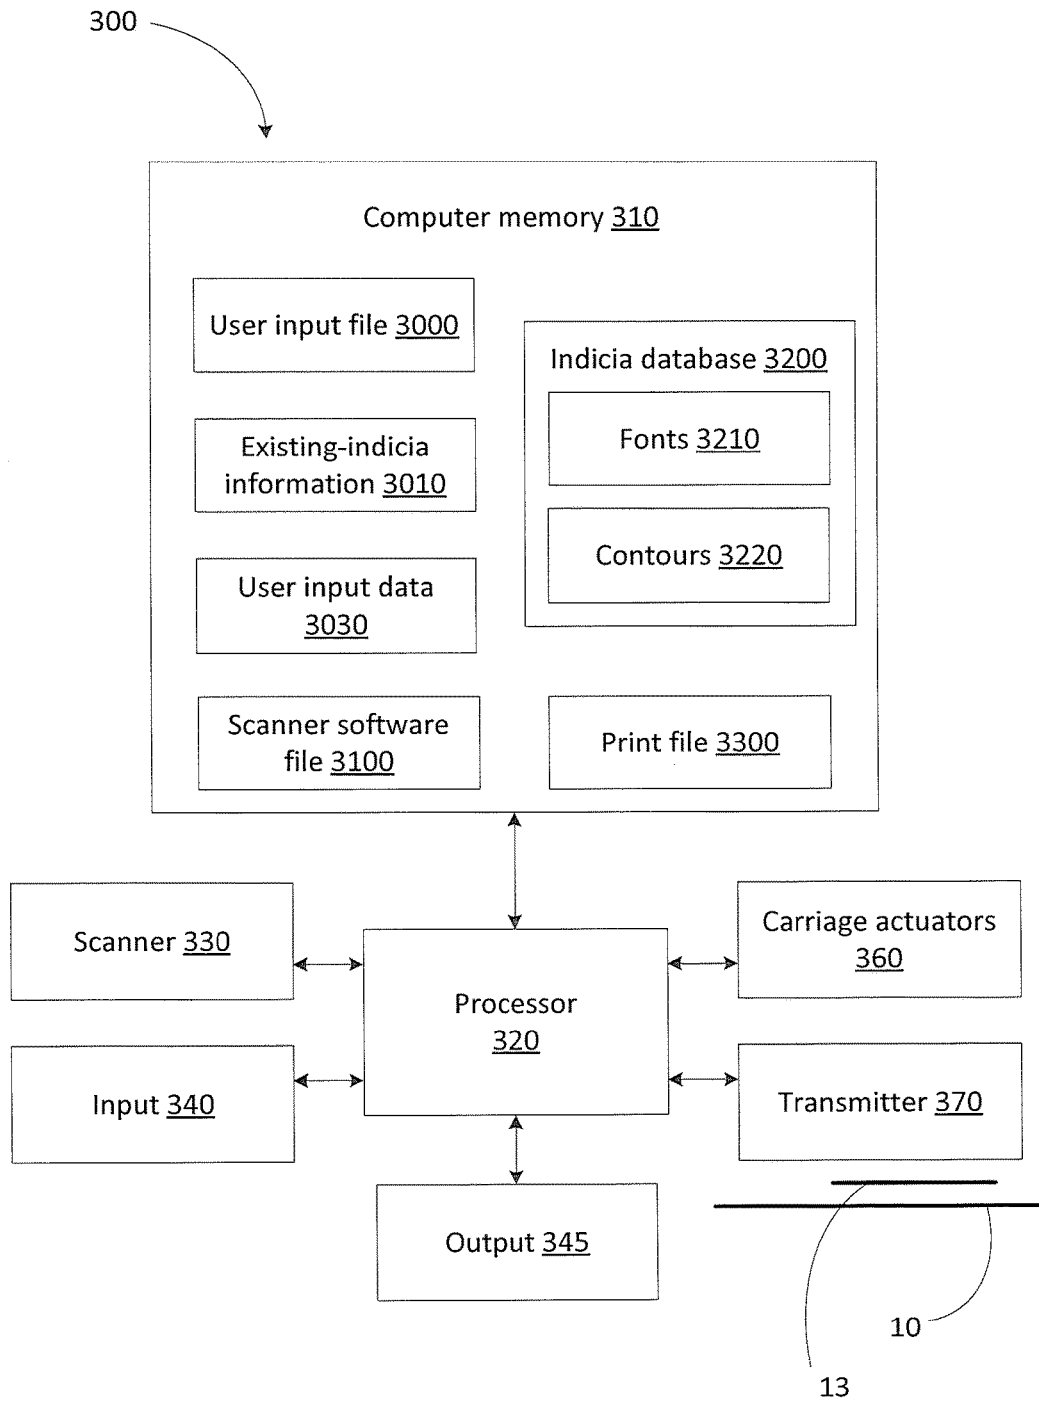 300
Computer memory 310
User input file 3000
Indicia database 3200
Existing-indicia
information 3010
Fonts 3210
Contours 3220
User input data
3030
Scanner software
file 3100
Print file 3300
Scanner 330
Carriage actuators
360
Processor
320
Input 340
Transmitter 370
Output 345
10
13